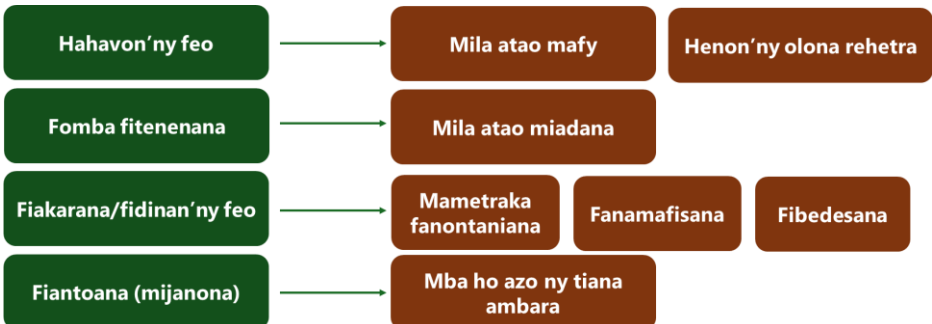 Hahavon'ny feo
Mila atao mafy
Henon'ny olona rehetra
Fomba fitenenana
Mila atao miadana
Fiakarana/fidinan'ny feo
Mametraka
fanontaniana
Fanamafisana
Fibedesana
Fiantoana (mijanona)
Mba ho azo ny tiana
ambara